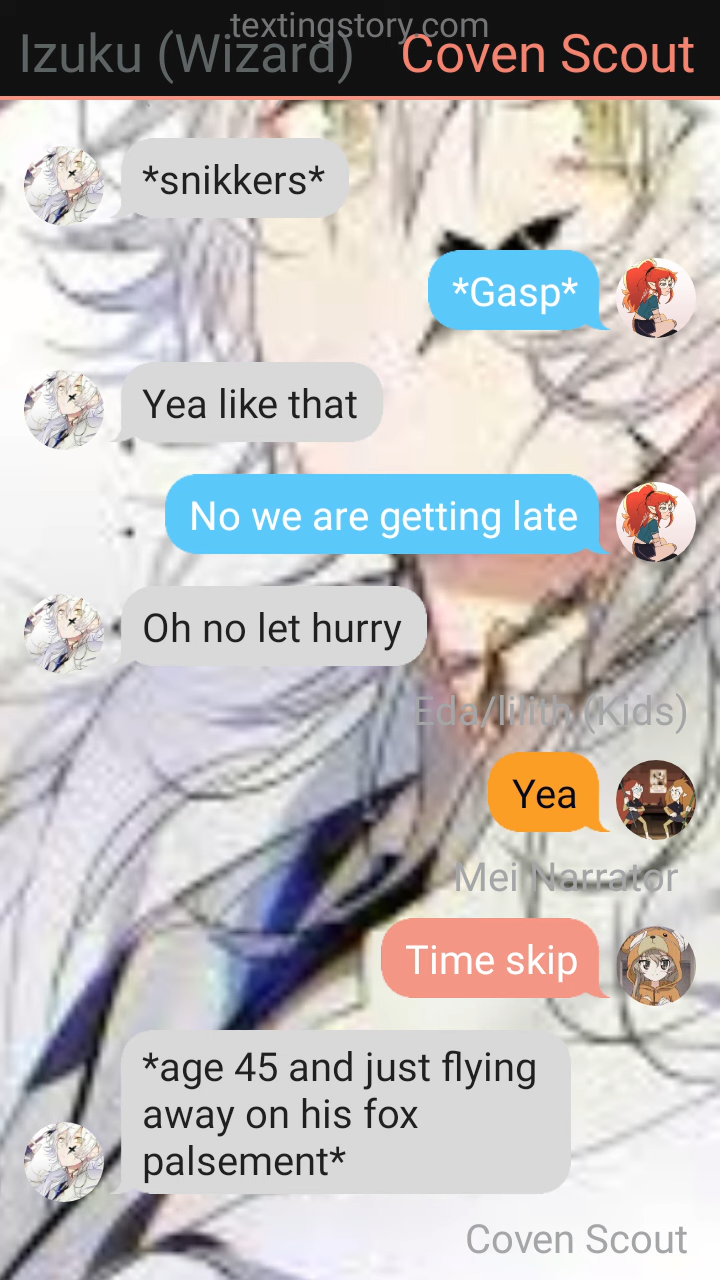 textingstory.com
Izuku (Wizard) Coven Scout
*snikkers*
*Gasp*
Yea like that
No we are getting late
Oh no let hurry
Eda/lilith (Kids)
Yea
Mei Narrator
Time skip
*age 45 and just flying
away on his fox
palsement*
Coven Scout